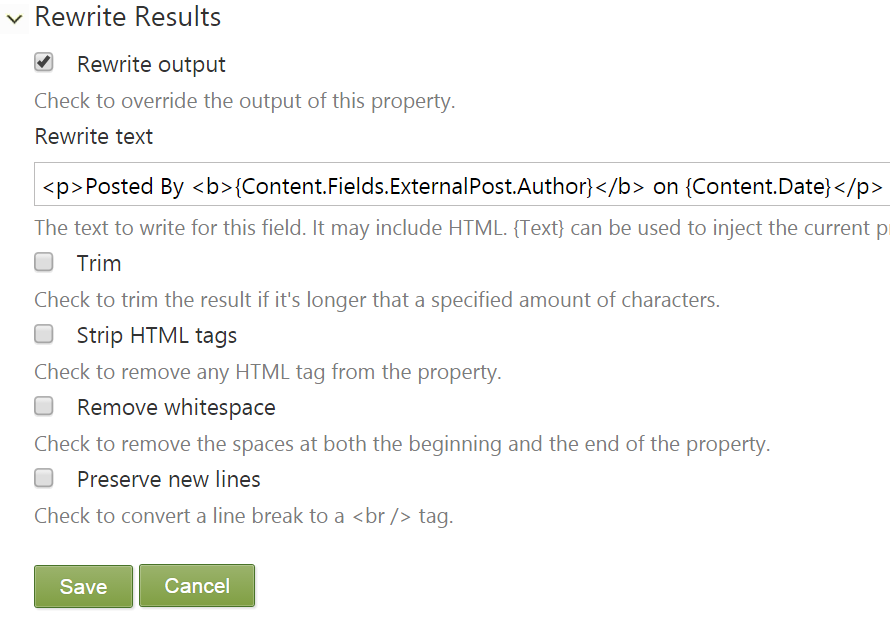 Rewrite Results
Rewrite output
Check to override the output of this property.
Rewrite text
<p>Posted By <b>{Content.Fields.ExternalPost.Author}</b> on {Content.Date}</p>
The text to write for this field. It may include HTML. {Text} can be used to inject the current
Trim
Check to trim the result if it's longer that a specified amount of characters.
Strip HTML tags
Check to remove any HTML tag from the property.
Remove whitespace
Check to remove the spaces at both the beginning and the end of the property.
Preserve new lines
Check to convert a line break to a <br /> tag.
Save Cancel